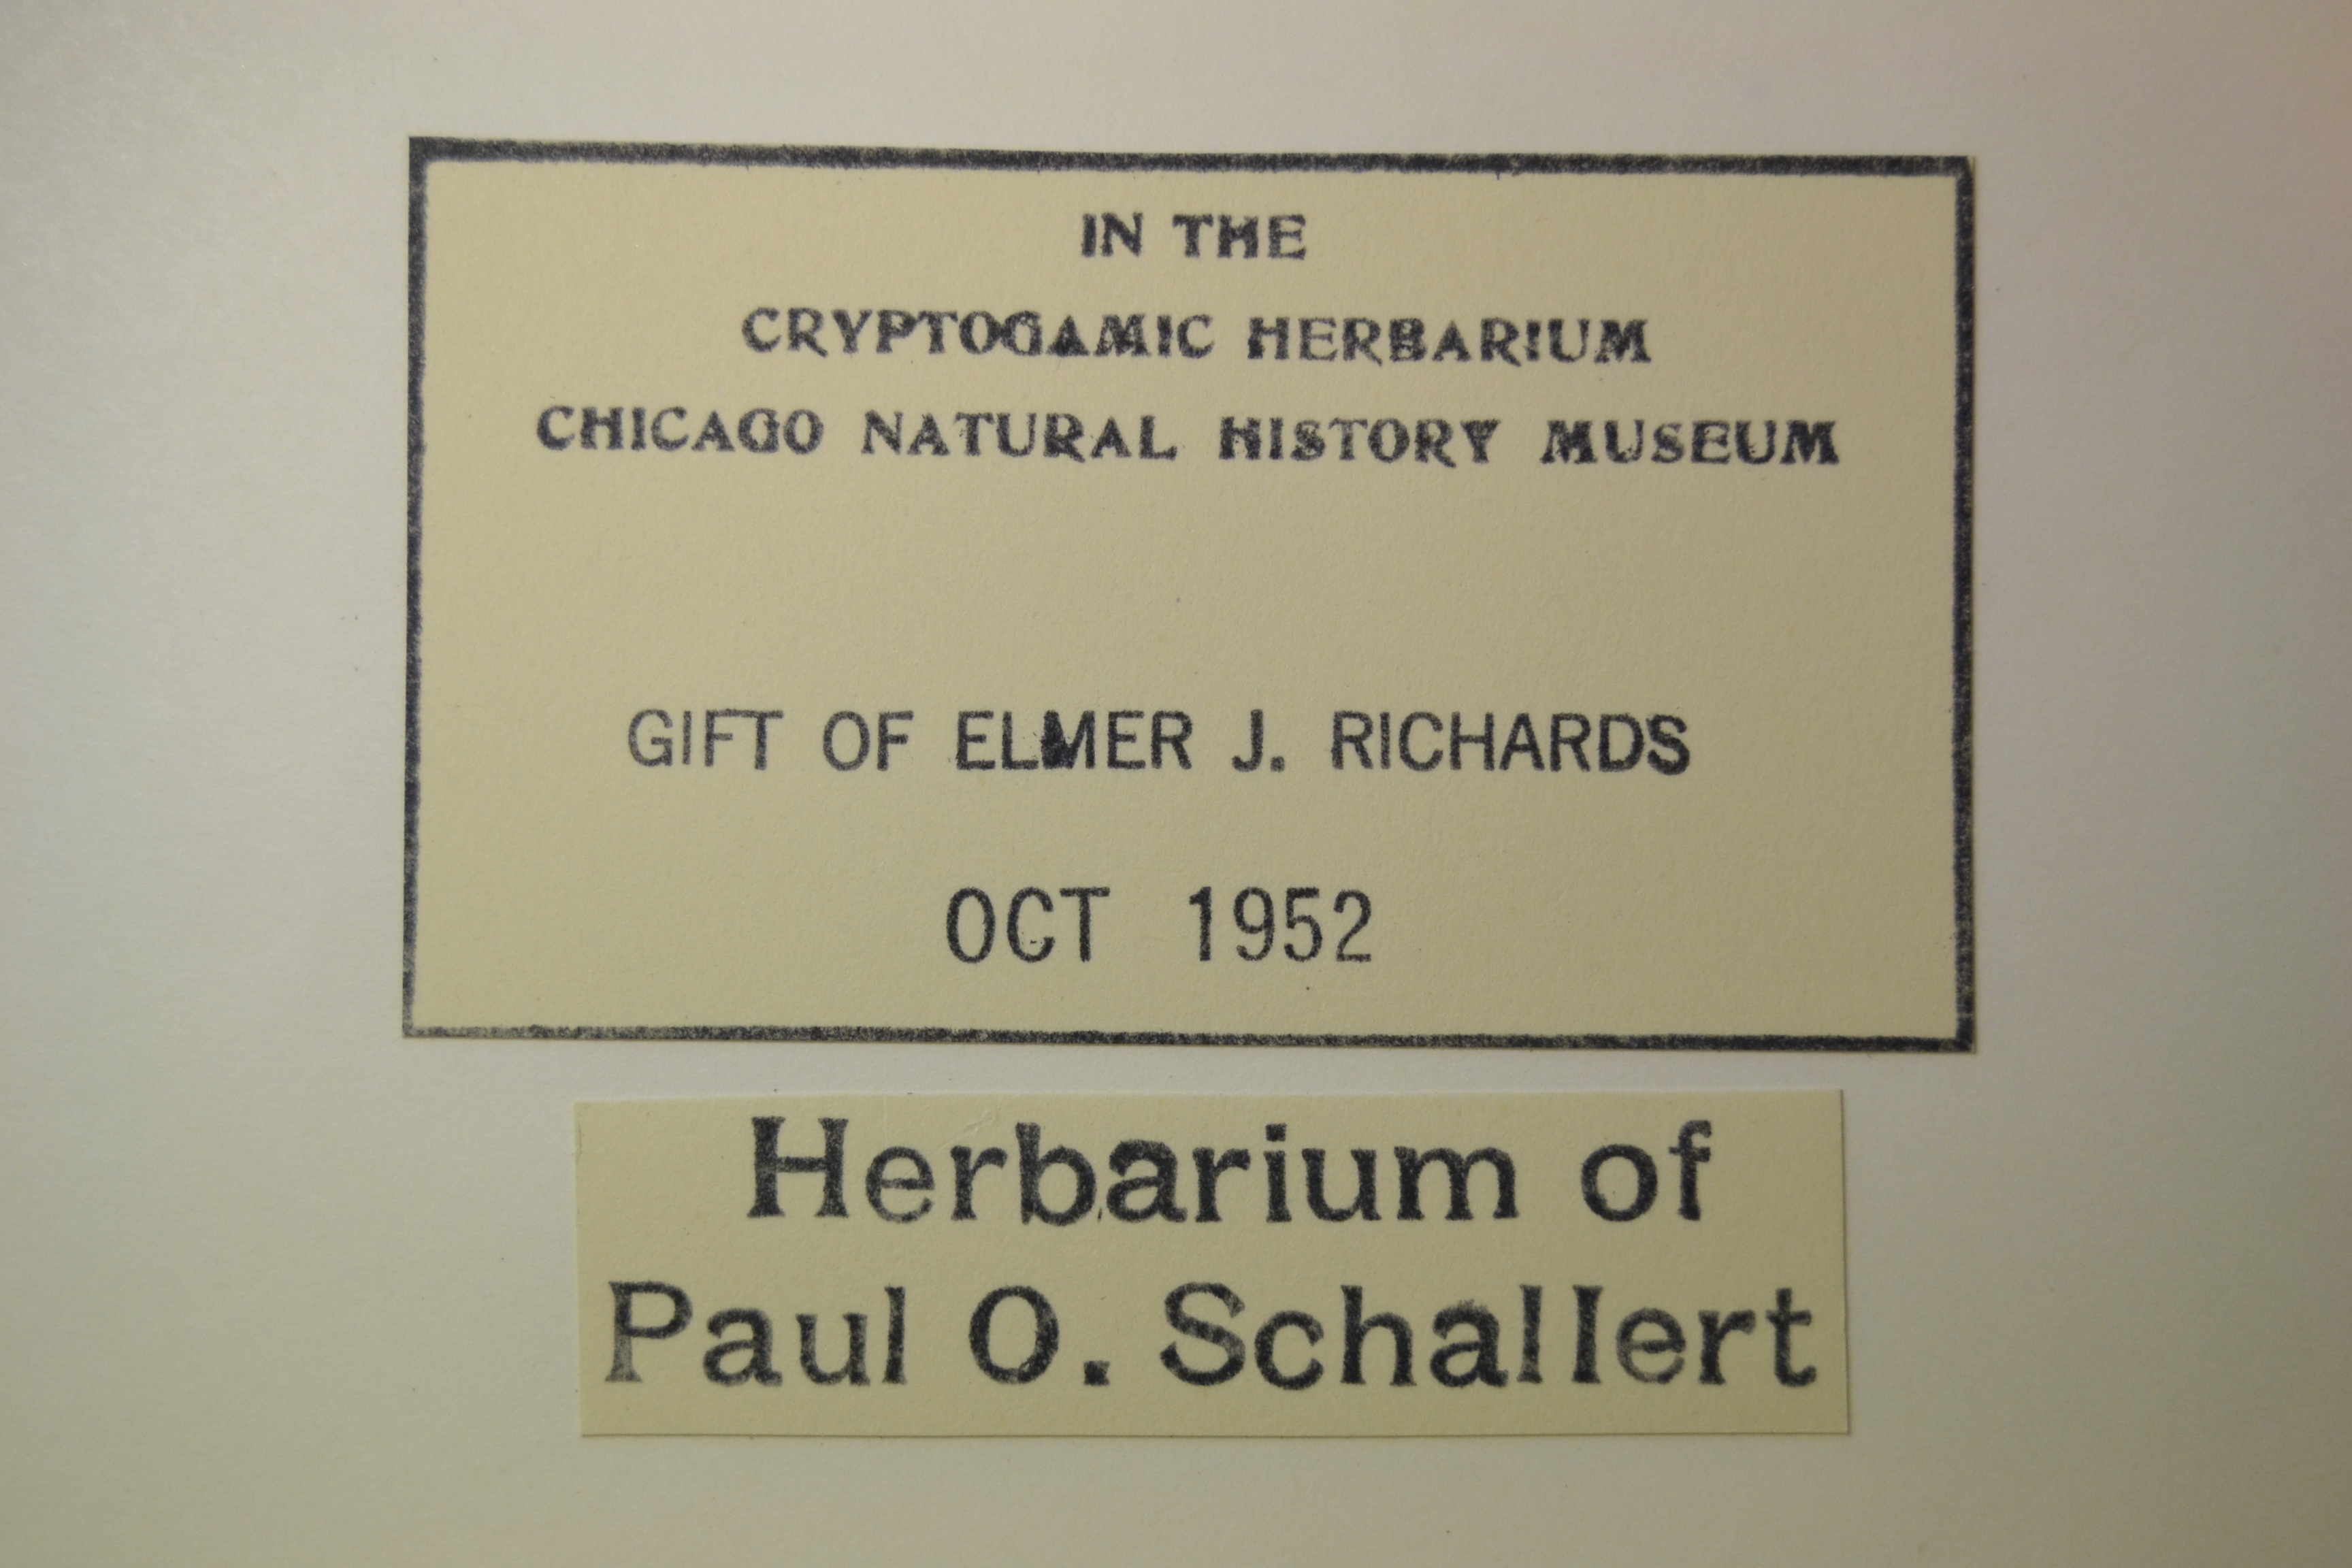 IN THE
CRYPTOGAMIC HERBARIUM
CHICAGO NATURAL HISTORY MUSEUM
GIFT OF ELMER J. RICHARDS
OCT 1952
Herbarium of
Paul O. Schallert